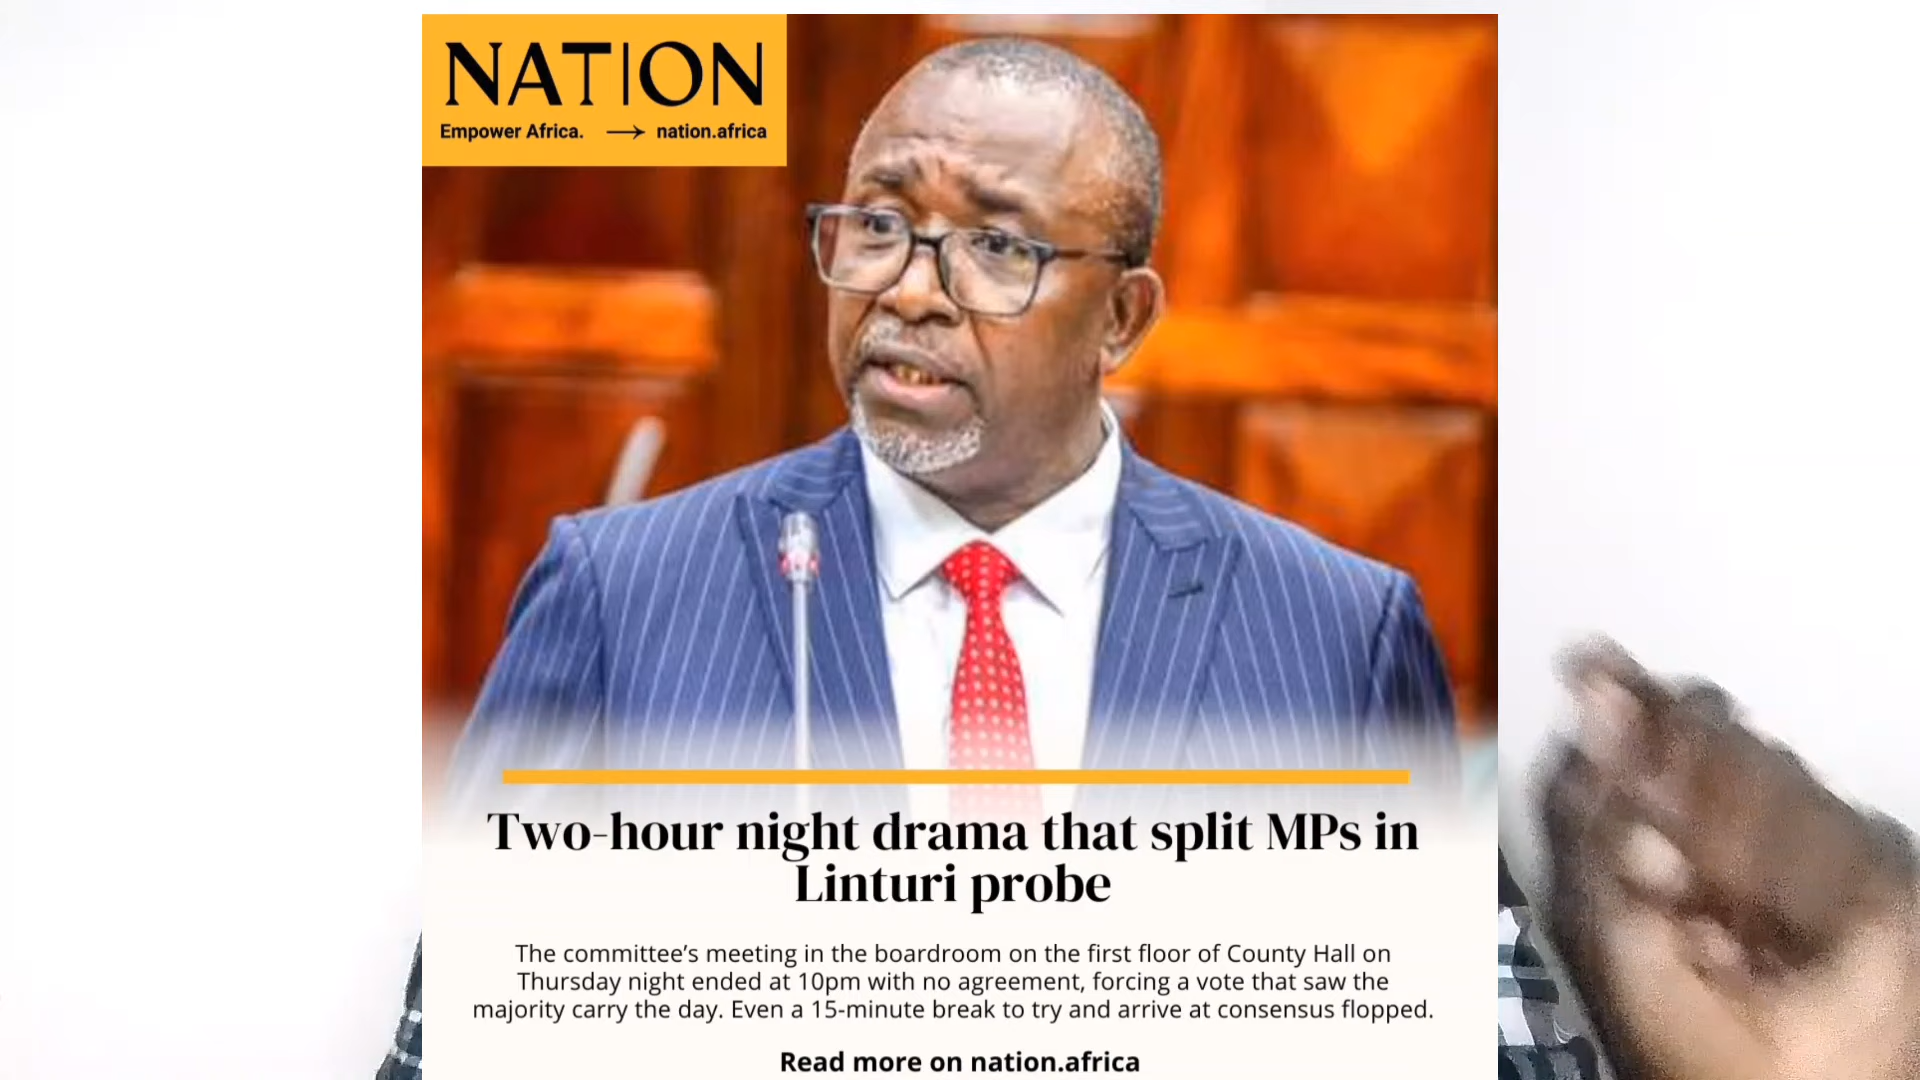 NATION
Empower Africa. → nation.africa
Two-hour night drama that split MPs in
Linturi probe
The committee’s meeting in the boardroom on the first floor of County Hall on
Thursday night ended at 10pm with no agreement, forcing a vote that saw the
majority carry the day. Even a 15-minute break to try and arrive at consensus flopped.
Read more on nation.africa